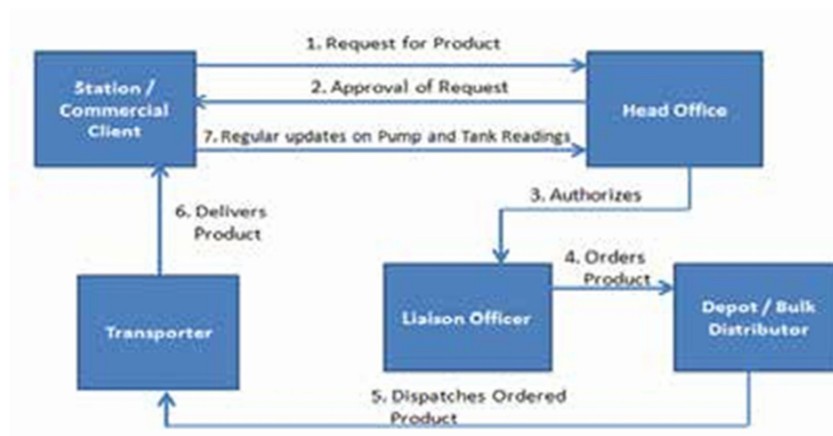 1. Request for Product
Station /
Commercial
Client
2. Approval of Request
Head Office
7. Regular updates on Pump and Tank Readings
3. Authorizes
6. Delivers
Product
4. Orders
Product
Transporter
Liaison Officer
Depot / Bulk
Distributor
5. Dispatches Ordered
Product